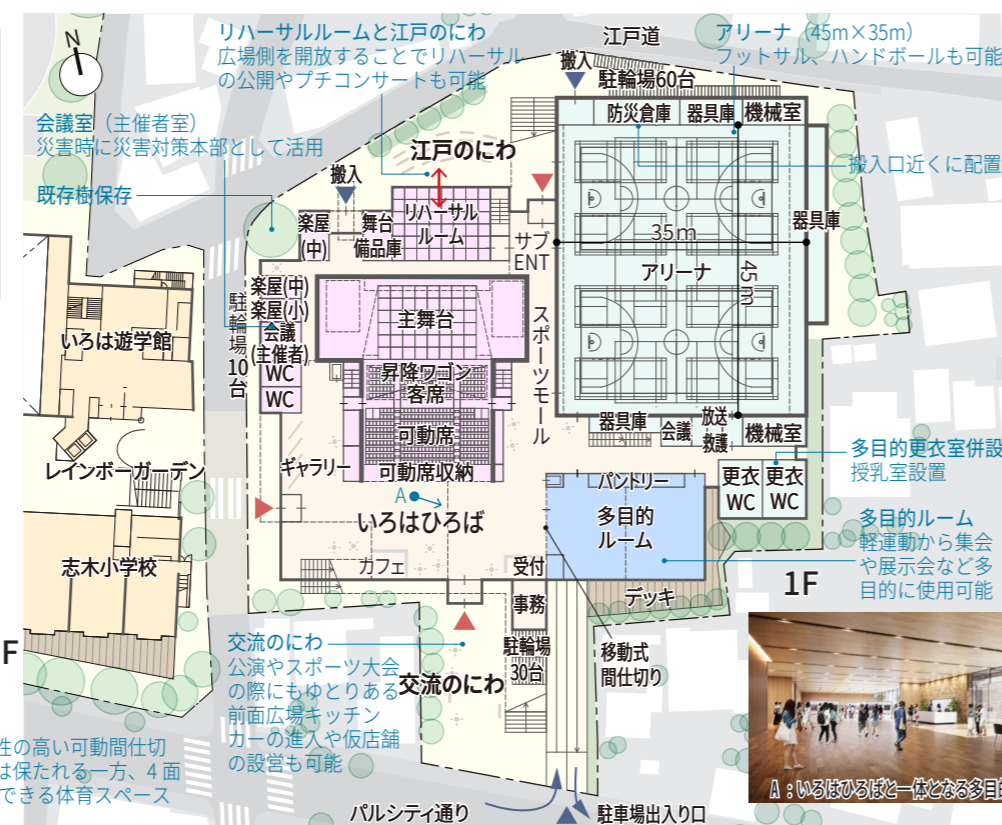 N
リハーサルルームと江戸のにわ
広場側を開放することでリハーサル
の公開やプチコンサートも可能
江戸道
アリーナ（45m×35m）
フットサル、ハンドボールも可能
搬入
駐輪場60台
会議室（主催者室）
災害時に災害対策本部として活用
防災倉庫
器具庫
機械室
江戸のにわ
搬入口近くに配置
既存樹保存
搬入
楽屋
(中)
舞台
備品庫
リハーサル
ルーム
サブ
ENT
35m
器具庫
アリーナ
45m
楽屋(中)
楽屋(小)
会議
(主催者)
WC
WC
駐輪場10台
主舞台
スポーツモール
いろは遊学館
昇降ワゴン
客席
可動席
可動席収納
器具庫
会議
放送
救護
機械室
レインボーガーデン
ギャラリー
A
いろはひろば
パントリー
多目的
ルーム
更衣
WC
更衣
WC
多目的更衣室併設
授乳室設置
志木小学校
カフェ
受付
多目的ルーム
軽運動から集会
や展示会など多
目的に使用可能
デッキ
1F
事務
F
交流のにわ
公演やスポーツ大会
の際にもゆとりある
前面広場キッチン
カーの進入や仮店舗
の設営も可能
交流のにわ
駐輪場
30台
移動式
間仕切り
性の高い可動間仕切
は保たれる一方、4面
できる体育スペース
パルシティ通り
駐車場出入り口
A：いろはひろばと一体となる多目的